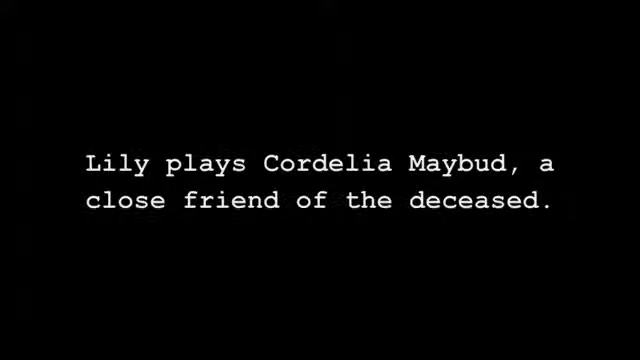 Lily plays Cordelia Maybud, a
close friend of the deceased.